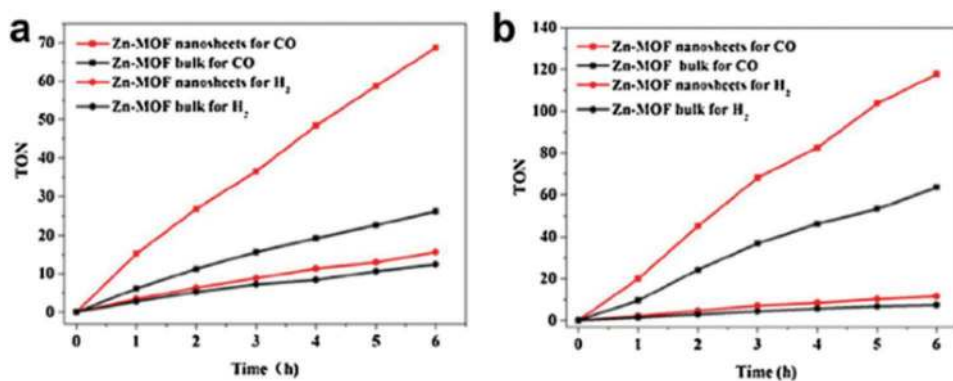 a
70
60
50
40
30
20
10
0
TON
Zn-MOF nanosheets for CO
Zn-MOF bulk for CO
Zn-MOF nanosheets for H2
Zn-MOF bulk for H2
0 1 2 3 4 5 6
Time (h)
b
140
120
100
80
60
40
20
0
TON
Zn-MOF nanosheets for CO
Zn-MOF bulk for CO
Zn-MOF nanosheets for H2
Zn-MOF bulk for H2
0 1 2 3 4 5 6
Time (h)